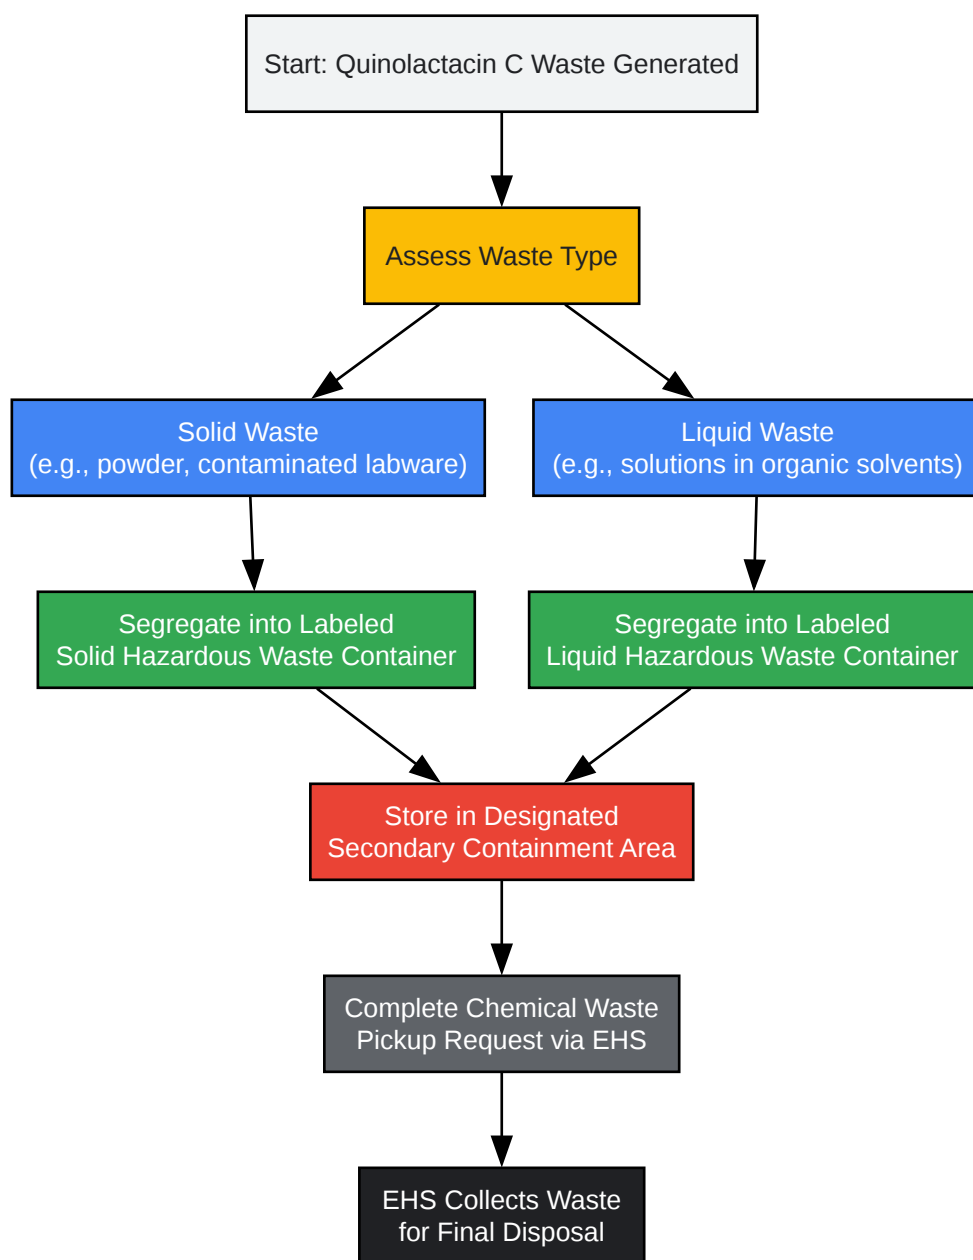 Start: Quinolactacin C Waste Generated
Assess Waste Type
Solid Waste
(e.g., powder, contaminated labware)
Liquid Waste
(e.g., solutions in organic solvents)
Segregate into Labeled
Solid Hazardous Waste Container
Segregate into Labeled
Liquid Hazardous Waste Container
Store in Designated
Secondary Containment Area
Complete Chemical Waste
Pickup Request via EHS
EHS Collects Waste
for Final Disposal